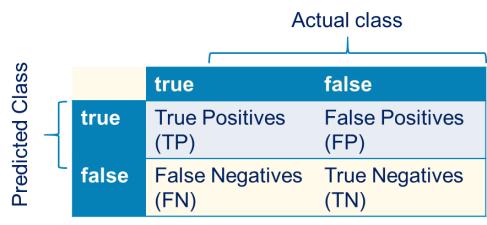 Actual class
Predicted Class
true false
true True Positives False Positives
(TP) (FP)
false False Negatives True Negatives
(FN) (TN)